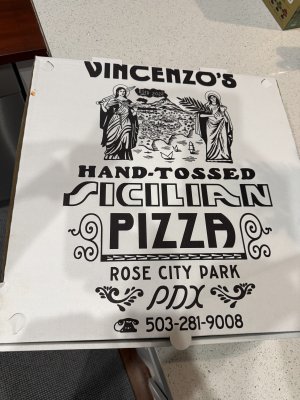 VINCENZO'S
HAND-TOSSED
SICILIAN
PIZZA
ROSE CITY PARK
PDX
503-281-9008